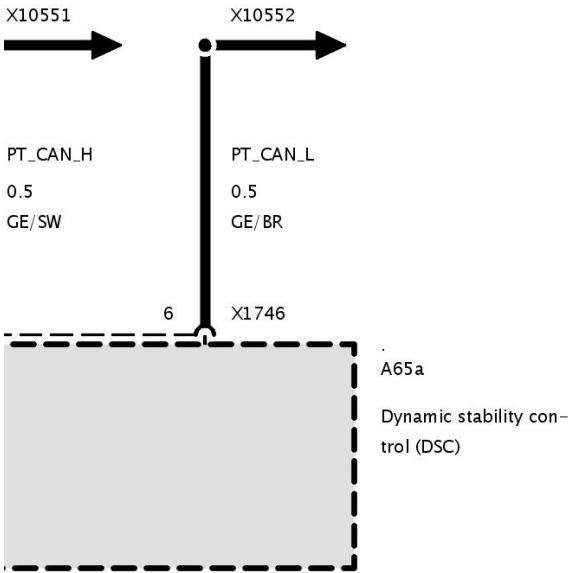 X10551
X10552
PT_CAN_H
PT_CAN_L
0.5
0.5
GE/SW
GE/BR
6
X1746
.
A65a
Dynamic stability con-
trol (DSC)